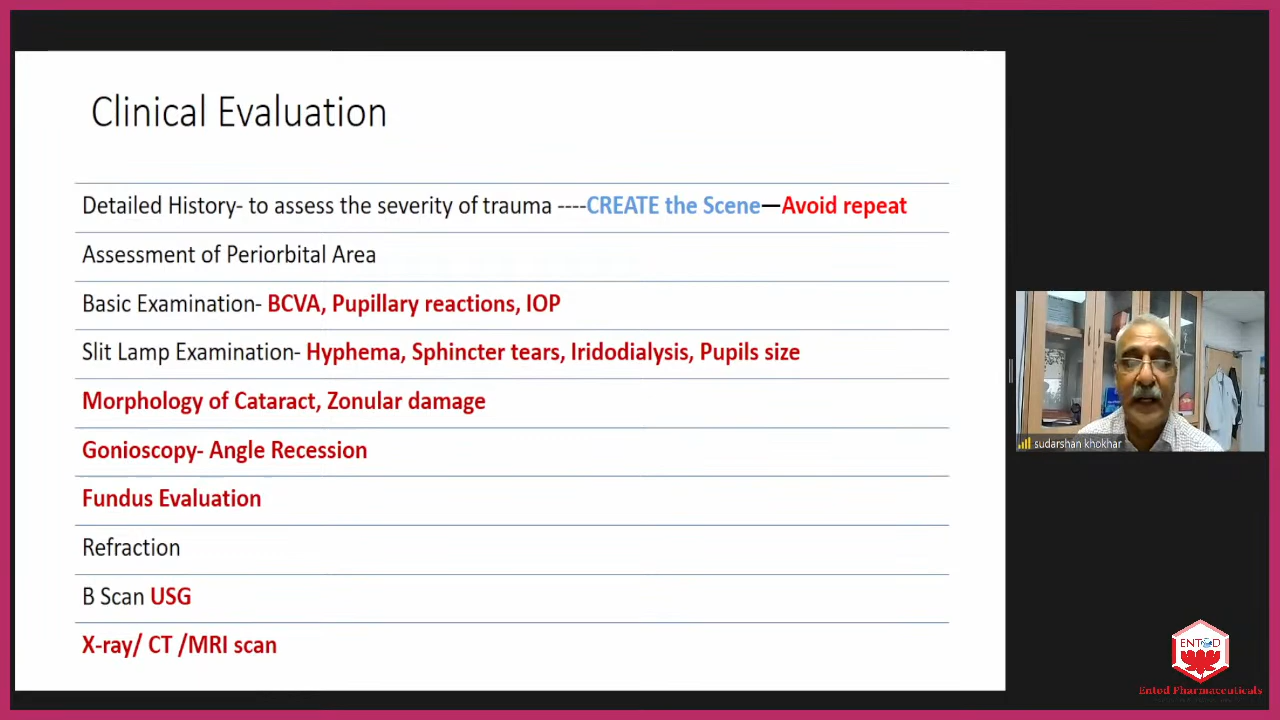 Clinical Evaluation
Detailed History- to assess the severity of trauma ----CREATE the Scene—Avoid repeat
Assessment of Periorbital Area
Basic Examination- BCVA, Pupillary reactions, IOP
Slit Lamp Examination- Hyphema, Sphincter tears, Iridodialysis, Pupils size
Morphology of Cataract, Zonular damage
Gonioscopy- Angle Recession
Fundus Evaluation
Refraction
B Scan USG
X-ray/ CT /MRI scan
sudarshan khokhar
ENTOD
Entod Pharmaceuticals